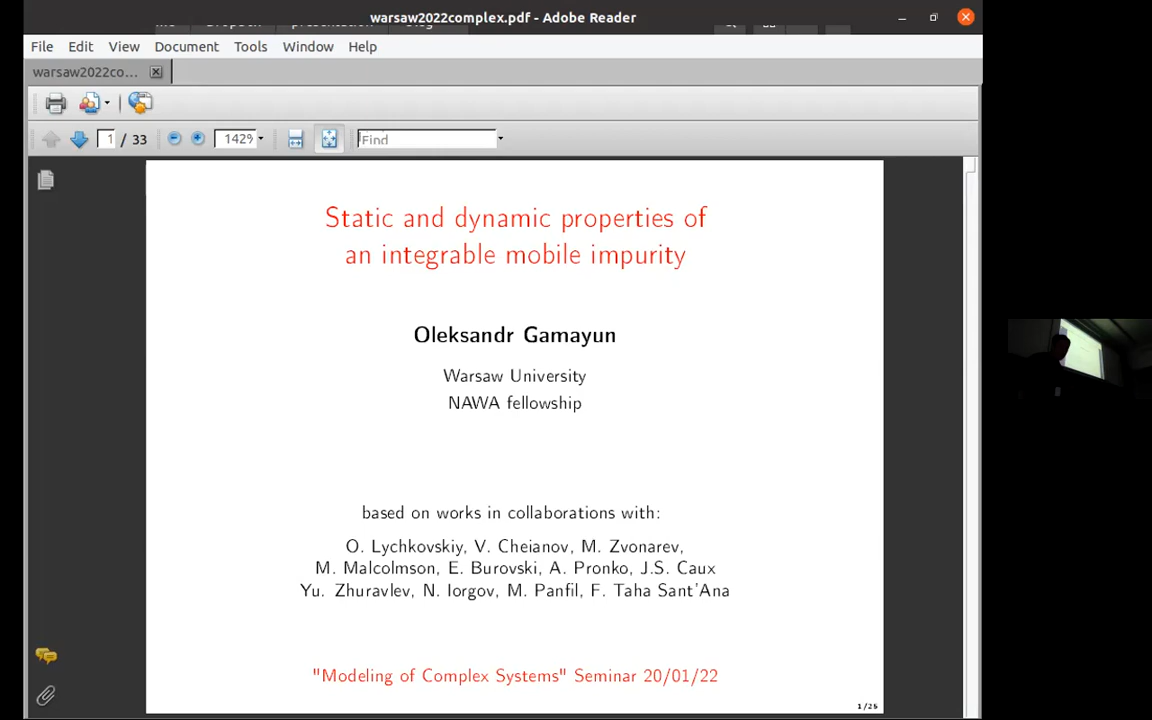 warsaw2022complex.pdf - Adobe Reader
File Edit View Document Tools Window Help
warsaw2022co...
1 / 33 142% Find
Static and dynamic properties of
an integrable mobile impurity
Oleksandr Gamayun
Warsaw University
NAWA fellowship
based on works in collaborations with:
O. Lychkovskiy, V. Cheianov, M. Zvonarev,
M. Malcolmson, E. Burovski, A. Pronko, J.S. Caux
Yu. Zhuravlev, N. Iorgov, M. Panfil, F. Taha Sant'Ana
"Modeling of Complex Systems" Seminar 20/01/22
1/25